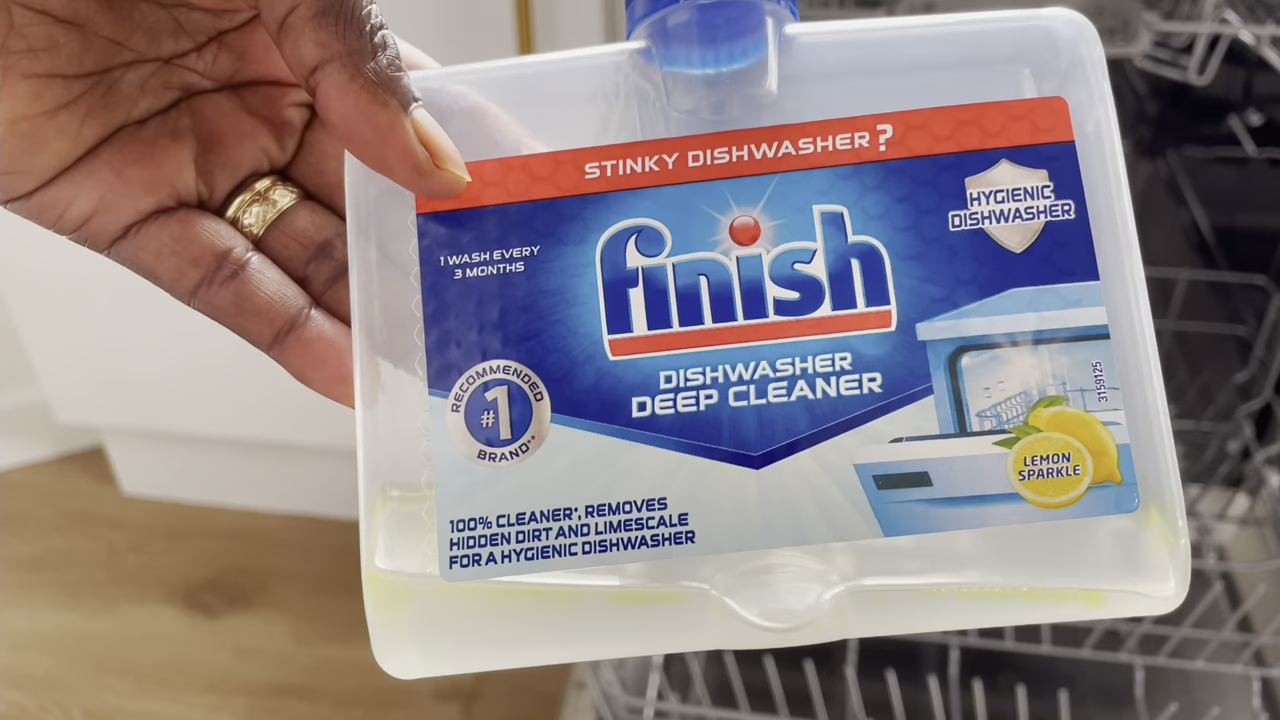 STINKY DISHWASHER?
HYGIENIC
DISHWASHER
1 WASH EVERY
3 MONTHS
finish
DISHWASHER
DEEP CLEANER
RECOMMENDED
#1
BRAND**
3159125
LEMON
SPARKLE
100% CLEANER*, REMOVES
HIDDEN DIRT AND LIMESCALE
FOR A HYGIENIC DISHWASHER